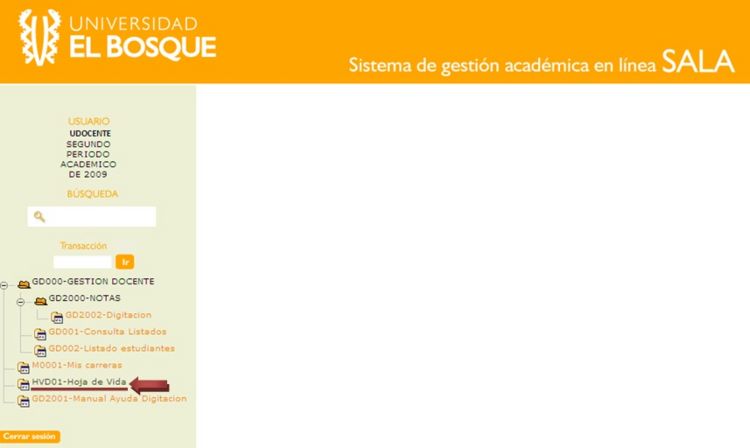 UNIVERSIDAD
EL BOSQUE
Sistema de gestión académica en línea SALA
USUARIO
UDOCENTE
SEGUNDO
PERIODO
ACADEMICO
DE 2009
BÚSQUEDA
Transacción
Ir
GD000-GESTION DOCENTE
GD2000-NOTAS
GD2002-Digitacion
GD001-Consulta Listados
GD002-Listado estudiantes
M0001-Mis carreras
HVD01-Hoja de Vida
GD2001-Manual Ayuda Digitacion
Cerrar sesión